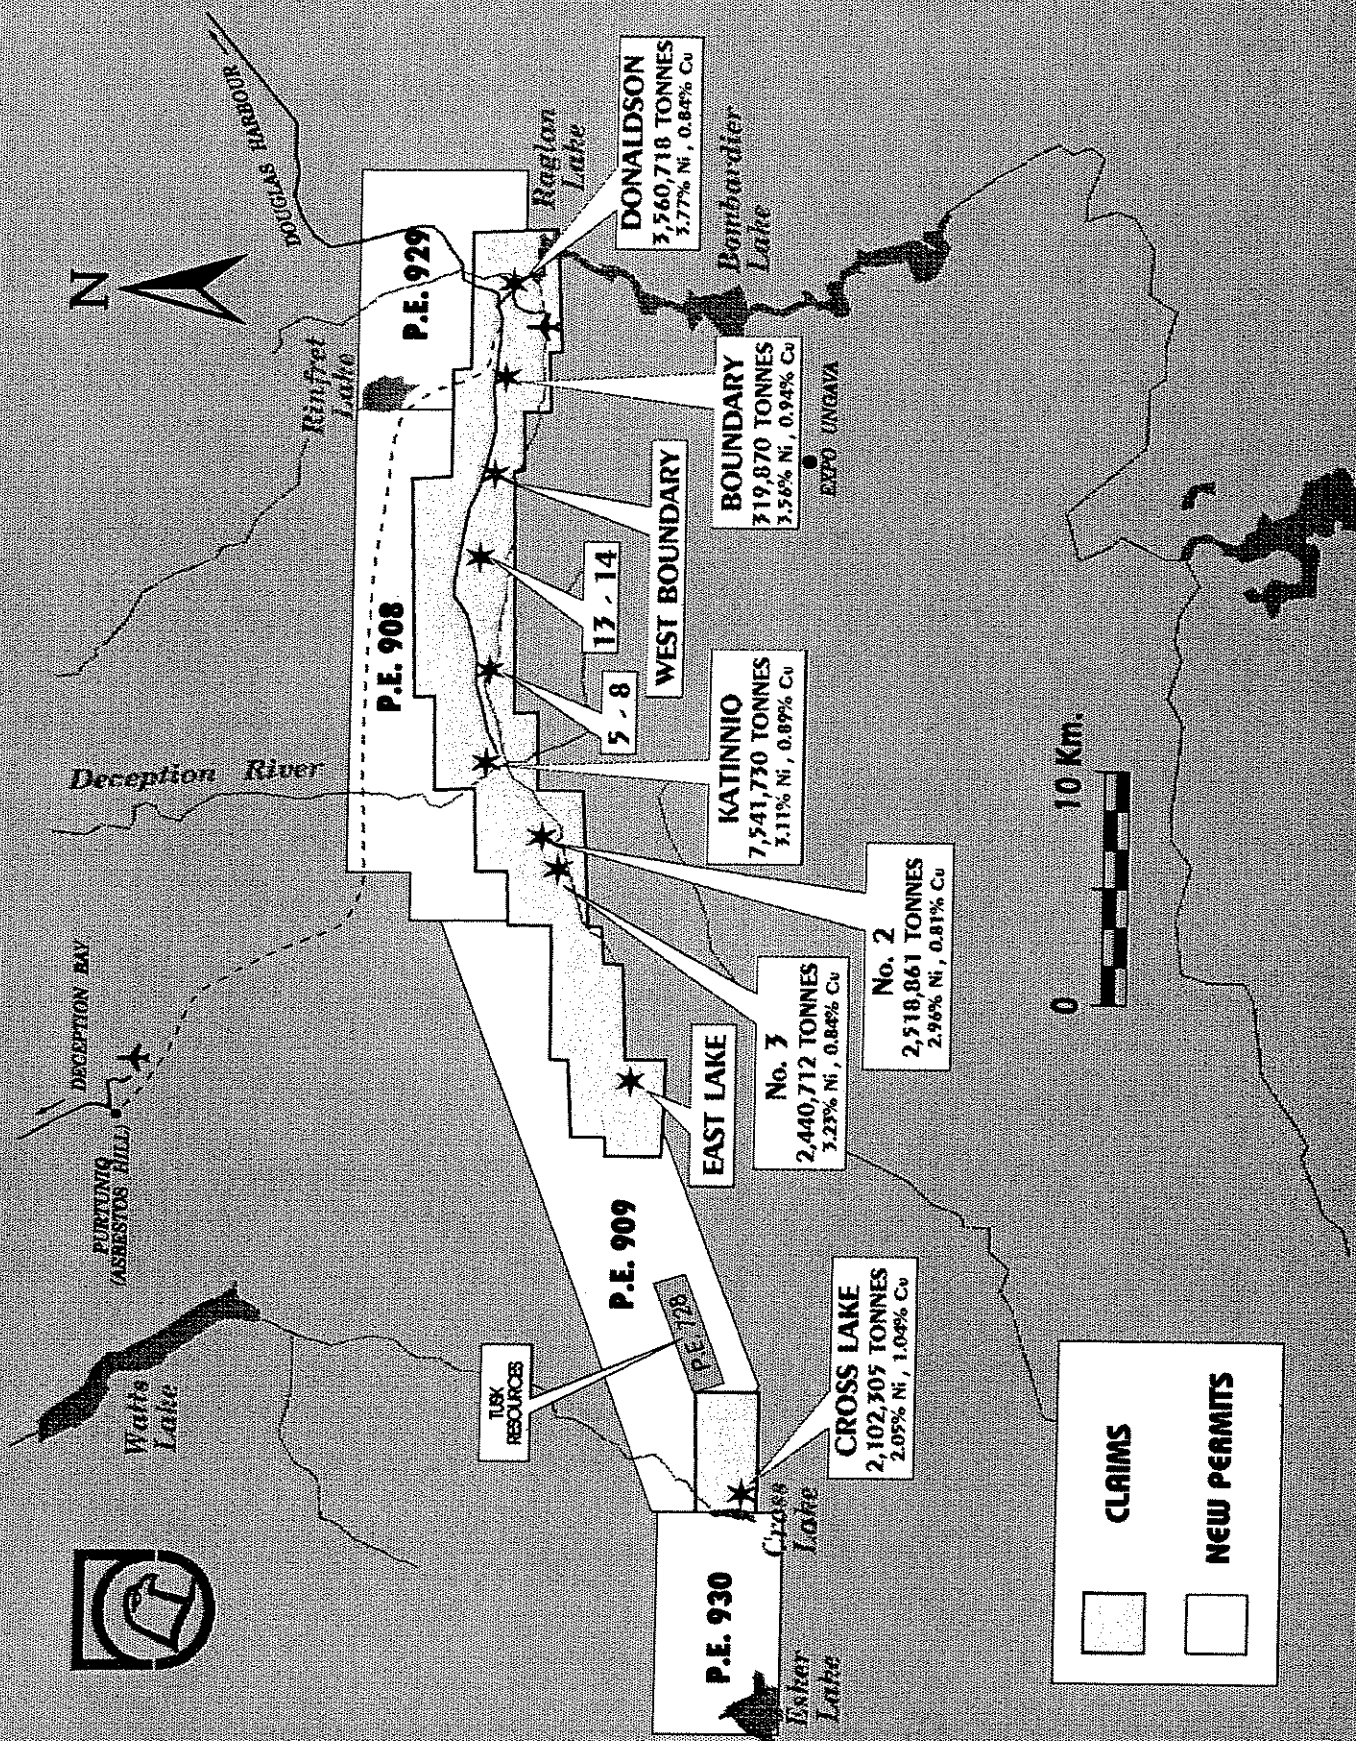 N
DOUGLAS HARBOUR
DECEPTION BAY
PURTUNIQ
(ASBESTOS HILL)
Watts
Lake
Deception River
Rinfret
Lake
P.E. 929
P.E. 908
P.E. 909
P.E. 930
P.E. 728
TUSK
RESOURCES
Raglan
Lake
Bombardier
Lake
DONALDSON
3,560,718 TONNES
3.77% Ni , 0.84% Cu
BOUNDARY
319,870 TONNES
3.56% Ni , 0.94% Cu
EXPO UNGAVA
WEST BOUNDARY
13 - 14
5 - 8
KATINNIO
7,541,730 TONNES
3.11% Ni , 0.89% Cu
No. 2
2,518,861 TONNES
2.96% Ni , 0.81% Cu
No. 3
2,440,712 TONNES
3.23% Ni , 0.84% Cu
EAST LAKE
CROSS LAKE
2,102,305 TONNES
2.05% Ni , 1.04% Cu
Cross
Lake
Esker
Lake
0 10 Km.
CLAIMS
NEW PERMITS